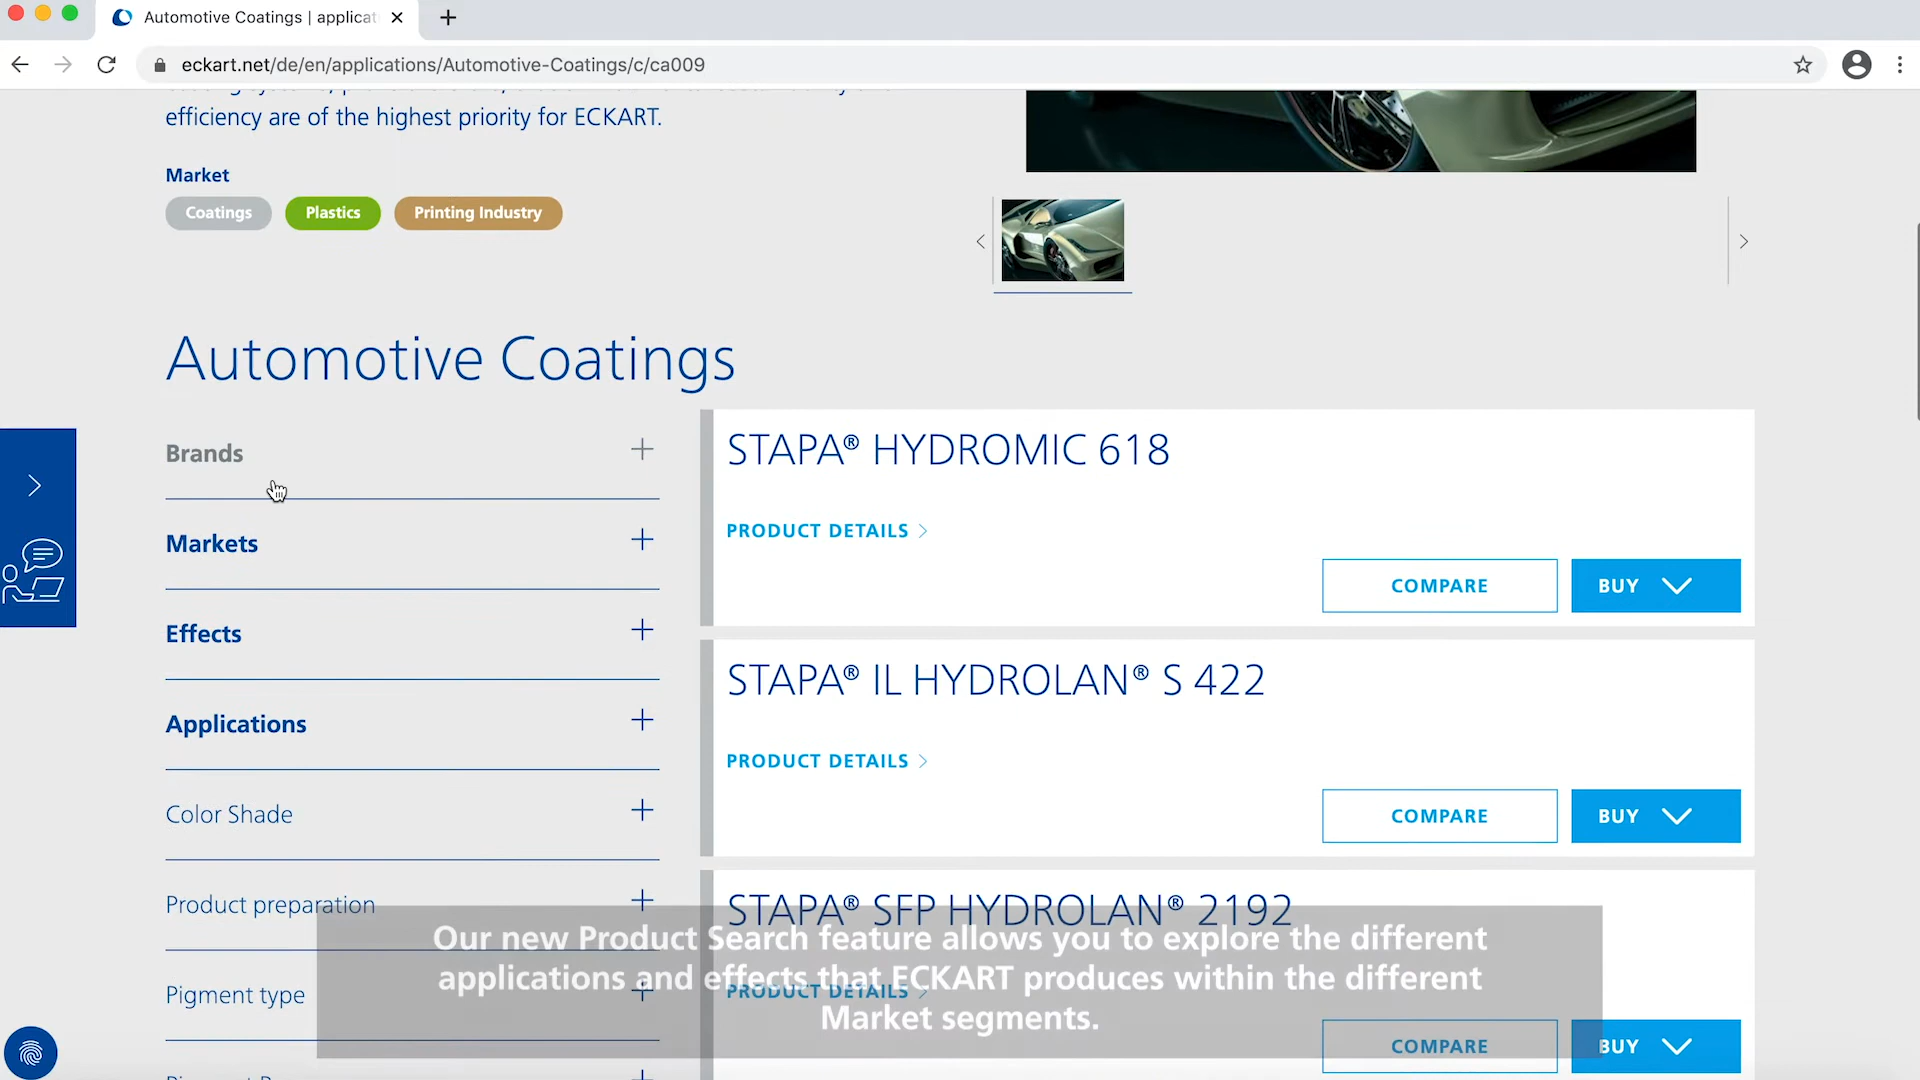 Automotive Coatings | applicat
eckart.net/de/en/applications/Automotive-Coatings/c/ca009
efficiency are of the highest priority for ECKART.
Market
Coatings
Plastics
Printing Industry
Automotive Coatings
Brands
Markets
Effects
Applications
Color Shade
Product preparation
Pigment type
STAPA® HYDROMIC 618
PRODUCT DETAILS
COMPARE
BUY
STAPA® IL HYDROLAN® S 422
PRODUCT DETAILS
COMPARE
BUY
STAPA® SFP HYDROLAN® 2192
PRODUCT DETAILS
COMPARE
BUY
Our new Product Search feature allows you to explore the different
applications and effects that ECKART produces within the different
Market segments.